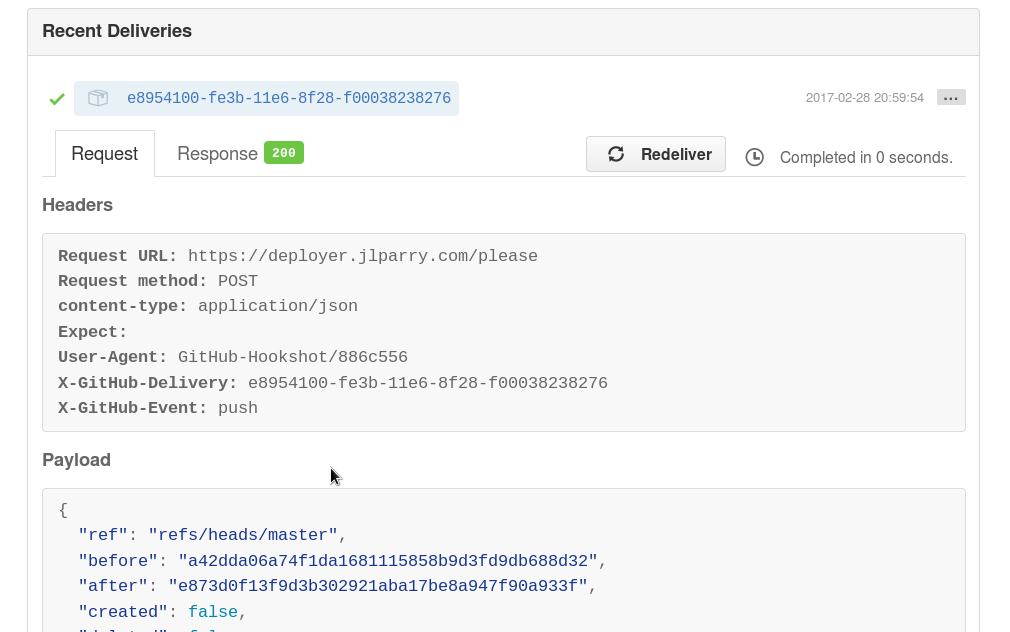 Recent Deliveries
e8954100-fe3b-11e6-8f28-f00038238276 2017-02-28 20:59:54 ...
Request Response 200 Redeliver Completed in 0 seconds.
Headers
Request URL: https://deployer.jlparry.com/please
Request method: POST
content-type: application/json
Expect:
User-Agent: GitHub-Hookshot/886c556
X-GitHub-Delivery: e8954100-fe3b-11e6-8f28-f00038238276
X-GitHub-Event: push
Payload
{
"ref": "refs/heads/master",
"before": "a42dda06a74f1da1681115858b9d3fd9db688d32",
"after": "e873d0f13f9d3b302921aba17be8a947f90a933f",
"created": false,